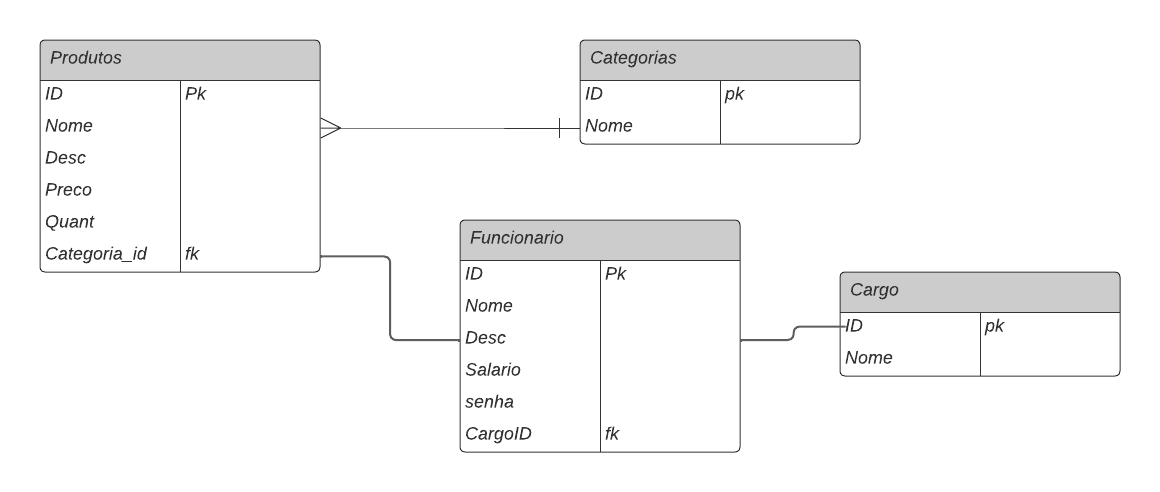 Produtos
ID Pk
Nome
Desc
Preco
Quant
Categoria_id fk
Categorias
ID pk
Nome
Funcionario
ID Pk
Nome
Desc
Salario
senha
CargoID fk
Cargo
ID pk
Nome